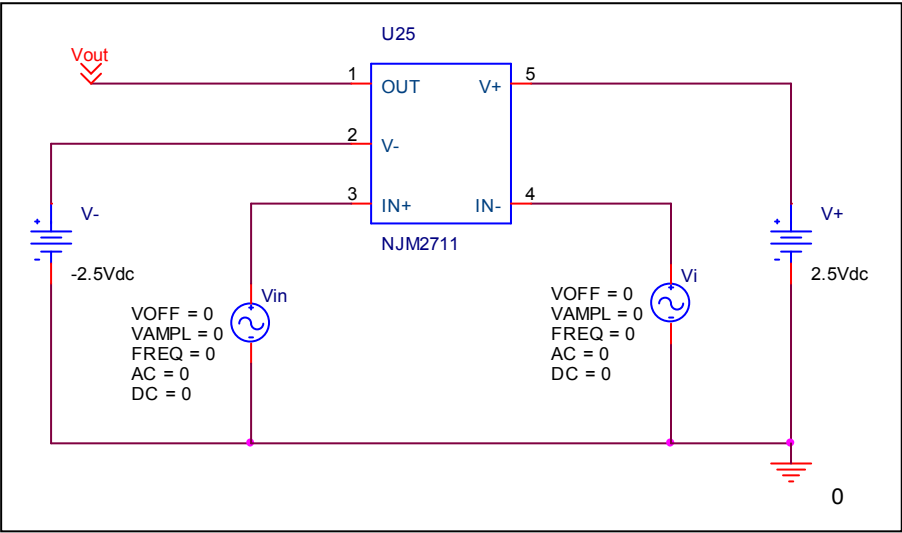 U25
Vout
1
OUT
V+
5
2
V-
3
IN+
IN-
4
NJM2711
V-
-2.5Vdc
V+
2.5Vdc
Vin
VOFF = 0
VAMPL = 0
FREQ = 0
AC = 0
DC = 0
Vi
VOFF = 0
VAMPL = 0
FREQ = 0
AC = 0
DC = 0
0